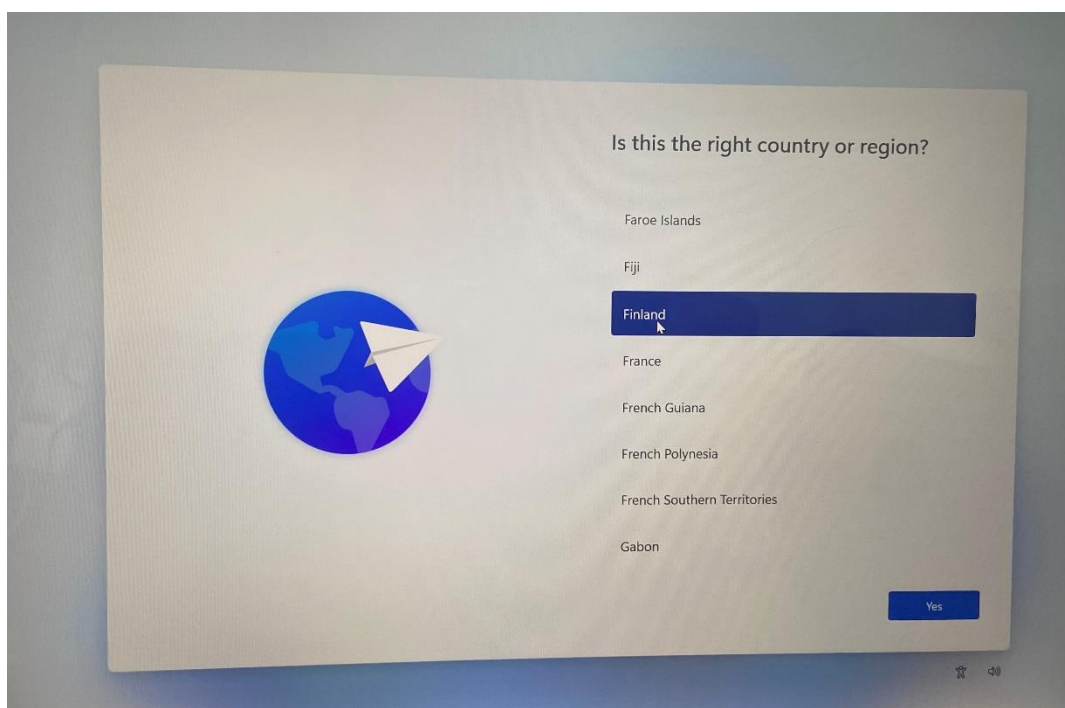 Is this the right country or region?
Faroe Islands
Fiji
Finland
France
French Guiana
French Polynesia
French Southern Territories
Gabon
Yes